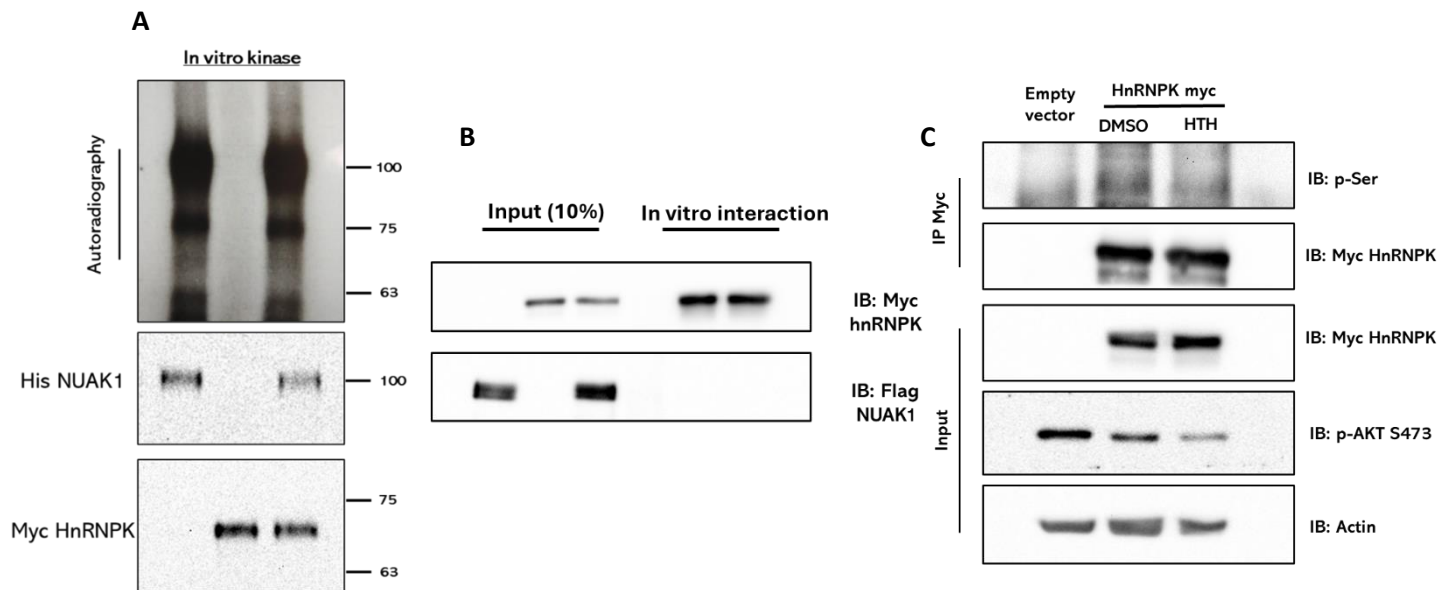 A
In vitro kinase
Autoradiography
100
75
63
His NUAK1
100
Myc HnRNPK
75
63
B
Input (10%)
In vitro interaction
IB: Myc
hnRNPK
IB: Flag
NUAK1
C
Empty
vector
HnRNPK myc
DMSO
HTH
IP Myc
IB: p-Ser
IB: Myc HnRNPK
Input
IB: Myc HnRNPK
IB: p-AKT S473
IB: Actin